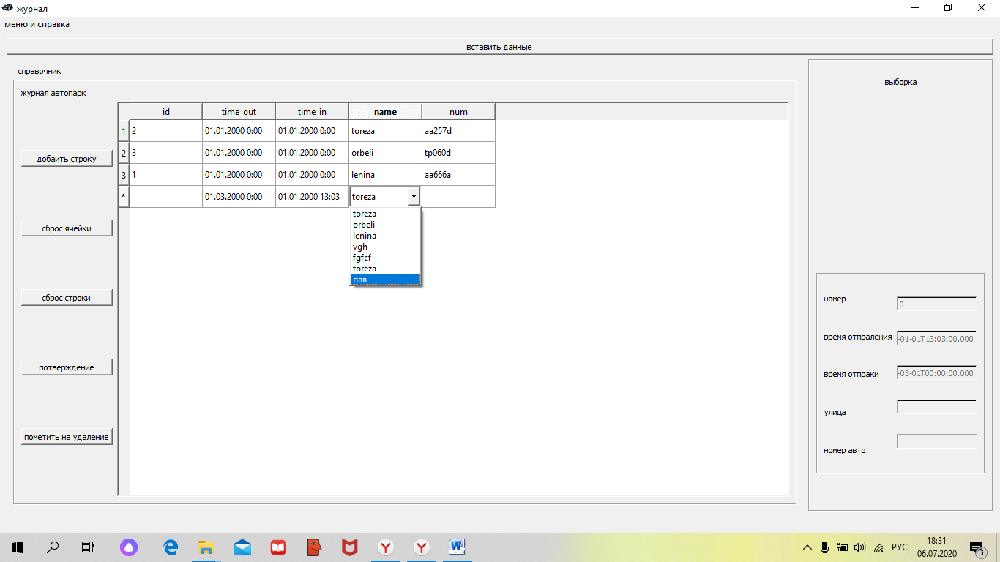 журнал
меню и справка
вставить данные
справочник
журнал автопарк
id time_out time_in name num
1 2 01.01.2000 0:00 01.01.2000 0:00 toreza aa257d
2 3 01.01.2000 0:00 01.01.2000 0:00 orbeli tp060d
3 1 01.01.2000 0:00 01.01.2000 0:00 lenina aa666a
* 01.03.2000 0:00 01.01.2000 13:03 toreza
toreza
orbeli
lenina
vgh
fgfcf
toreza
пав
добаить строку
сброс ячейки
сброс строки
потверждение
пометить на удаление
выборка
номер 0
время отпраления -01-01T13:03:00.000
время отпраки -03-01T00:00:00.000
улица
номер авто
РУС
18:31
06.07.2020
3